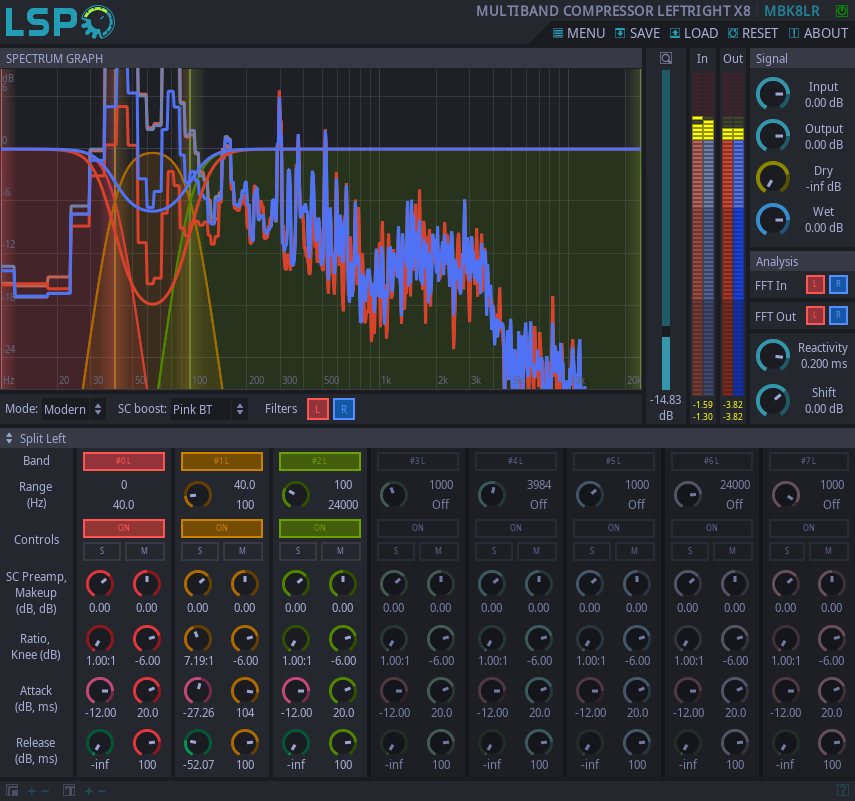 LSP
MULTIBAND COMPRESSOR LEFTRIGHT X8 MBK8LR
MENU SAVE LOAD RESET ABOUT
SPECTRUM GRAPH
In Out
Signal
dB
6
0
-6
-12
-18
-24
Hz 20 30 40 50 100 200 300 500 1k 2k 3k 20k
Input
0.00 dB
Output
0.00 dB
Dry
-inf dB
Wet
0.00 dB
Analysis
FFT In L R
FFT Out L R
Reactivity
0.200 ms
Shift
0.00 dB
-14.83
dB
-1.59 -3.82
-1.30 -3.82
Mode: Modern SC boost: Pink BT Filters L R
Split Left
Band #0 L #1 L #2 L #3 L #4 L #5 L #6 L #7 L
Range
(Hz)
0 40.0 100 1000 3984 1000 24000 1000
40.0 100 24000 Off Off Off Off Off
Controls
ON ON ON ON ON ON ON ON
S M S M S M S M S M S M S M S M
SC Preamp,
Makeup
(dB, dB)
0.00 0.00 0.00 0.00 0.00 0.00 0.00 0.00 0.00 0.00 0.00 0.00 0.00 0.00 0.00 0.00
Ratio,
Knee (dB)
1.00:1 -6.00 7.19:1 -6.00 1.00:1 -6.00 1.00:1 -6.00 1.00:1 -6.00 1.00:1 -6.00 1.00:1 -6.00 1.00:1 -6.00
Attack
(dB, ms)
-12.00 20.0 -27.26 104 -12.00 20.0 -12.00 20.0 -12.00 20.0 -12.00 20.0 -12.00 20.0 -12.00 20.0
Release
(dB, ms)
-inf 100 -52.07 100 -inf 100 -inf 100 -inf 100 -inf 100 -inf 100 -inf 100